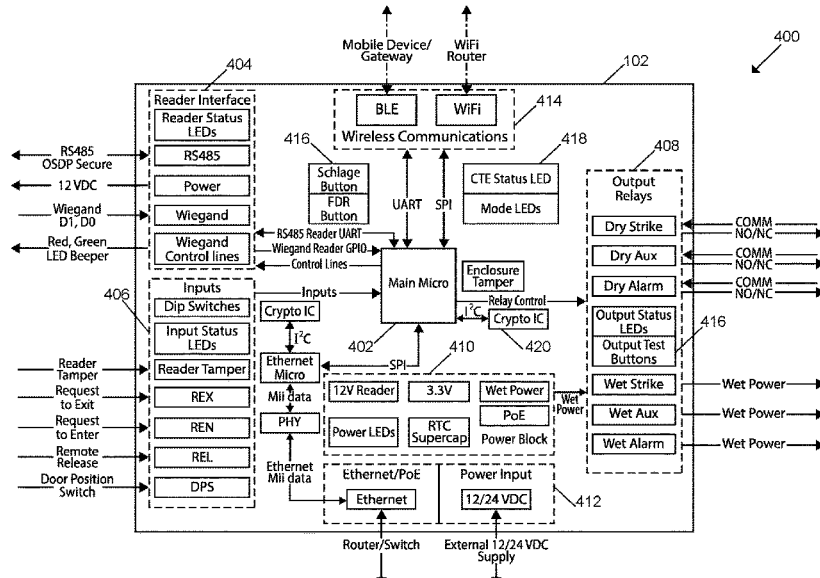 Mobile Device/
Gateway
WiFi
Router
400
404
102
Reader Interface
Reader Status
LEDs
RS485
Power
Wiegand
Wiegand
Control lines
RS485
OSDP Secure
12 VDC
Wiegand
D1, D0
Red, Green
LED Beeper
BLE
WiFi
414
Wireless Communications
416
Schlage
Button
FDR
Button
UART
SPI
418
CTE Status LED
Mode LEDs
408
Output
Relays
Dry Strike
Dry Aux
Dry Alarm
Output Status
LEDs
Output Test
Buttons
416
Wet Strike
Wet Aux
Wet Alarm
COMM
NO/NC
COMM
NO/NC
COMM
NO/NC
Wet Power
Wet Power
Wet Power
RS485 Reader UART
Wiegand Reader GPIO
Control Lines
Main Micro
Enclosure
Tamper
Relay Control
I²C
Crypto IC
402
420
406
Inputs
Dip Switches
Input Status
LEDs
Reader Tamper
REX
REN
REL
DPS
Reader
Tamper
Request
to Exit
Request
to Enter
Remote
Release
Door Position
Switch
Inputs
Crypto IC
I²C
Ethernet
Micro
SPI
Mii data
PHY
Ethernet
Mii data
410
12V Reader
3.3V
Wet Power
PoE
Power LEDs
RTC
Supercap
Power Block
Wet
Power
Ethernet/PoE
Ethernet
Power Input
12/24 VDC
412
Router/Switch
External 12/24 VDC
Supply